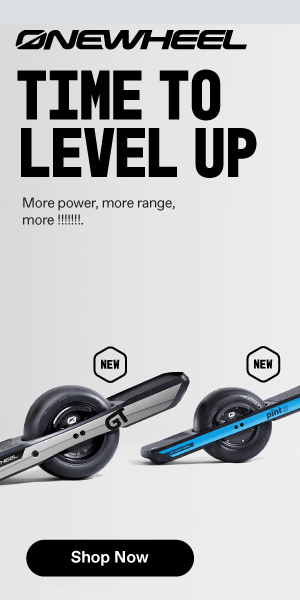 ONEWHEEL
TIME TO
LEVEL UP
More power, more range,
more !!!!!!!.
NEW
NEW
GT
pint
Shop Now